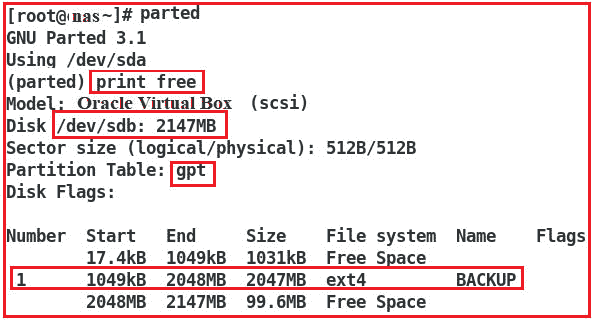 [root@cnas~]# parted
GNU Parted 3.1
Using /dev/sda
(parted) print free
Model: Oracle Virtual Box (scsi)
Disk /dev/sdb: 2147MB
Sector size (logical/physical): 512B/512B
Partition Table: gpt
Disk Flags:
Number Start End Size File system Name Flags
17.4kB 1049kB 1031kB Free Space
1 1049kB 2048MB 2047MB ext4 BACKUP
2048MB 2147MB 99.6MB Free Space